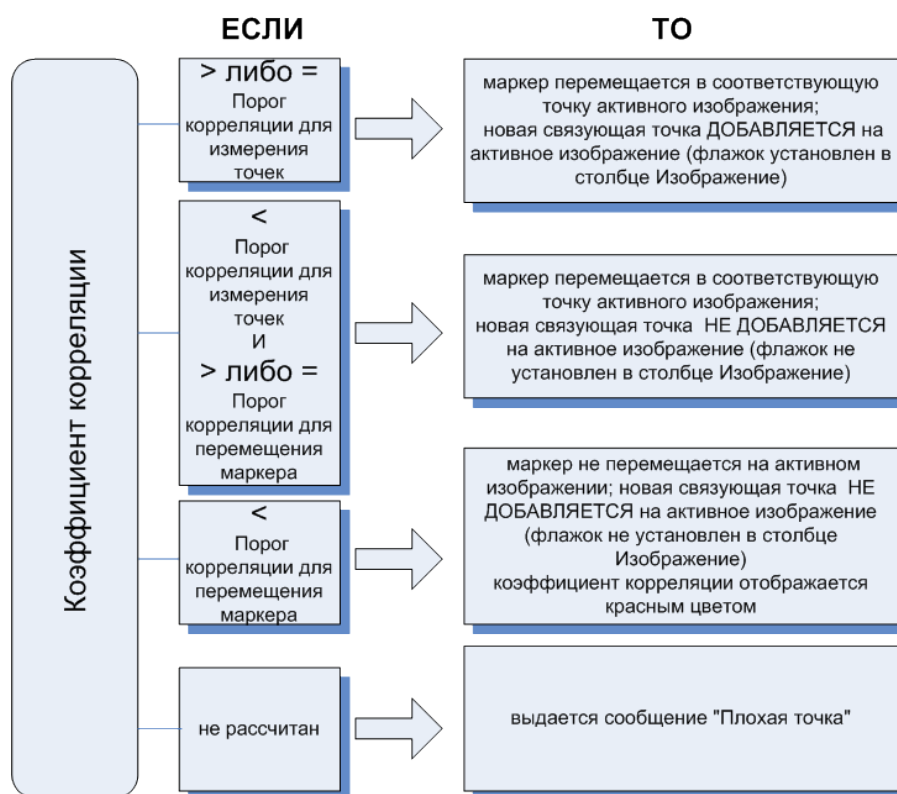 ЕСЛИ
ТО
Коэффициент корреляции
> либо =
Порог
корреляции для
измерения
точек
маркер перемещается в соответствующую
точку активного изображения;
новая связующая точка ДОБАВЛЯЕТСЯ на
активное изображение (флажок установлен в
столбце Изображение)
<
Порог
корреляции для
измерения
точек
И
> либо =
Порог
корреляции для
перемещения
маркера
маркер перемещается в соответствующую
точку активного изображения;
новая связующая точка НЕ ДОБАВЛЯЕТСЯ
на активное изображение (флажок не
установлен в столбце Изображение)
<
Порог
корреляции для
перемещения
маркера
маркер не перемещается на активном
изображении; новая связующая точка НЕ
ДОБАВЛЯЕТСЯ на активное изображение
(флажок не установлен в столбце
Изображение)
коэффициент корреляции отображается
красным цветом
не рассчитан
выдается сообщение "Плохая точка"